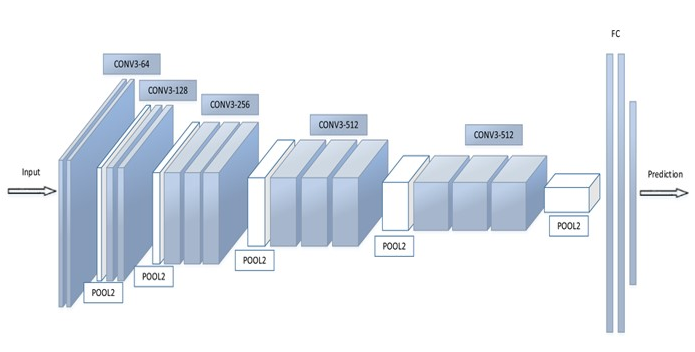 FC
CONV3-64
CONV3-128
CONV3-256
CONV3-512
CONV3-512
Input
Prediction
POOL2
POOL2
POOL2
POOL2
POOL2